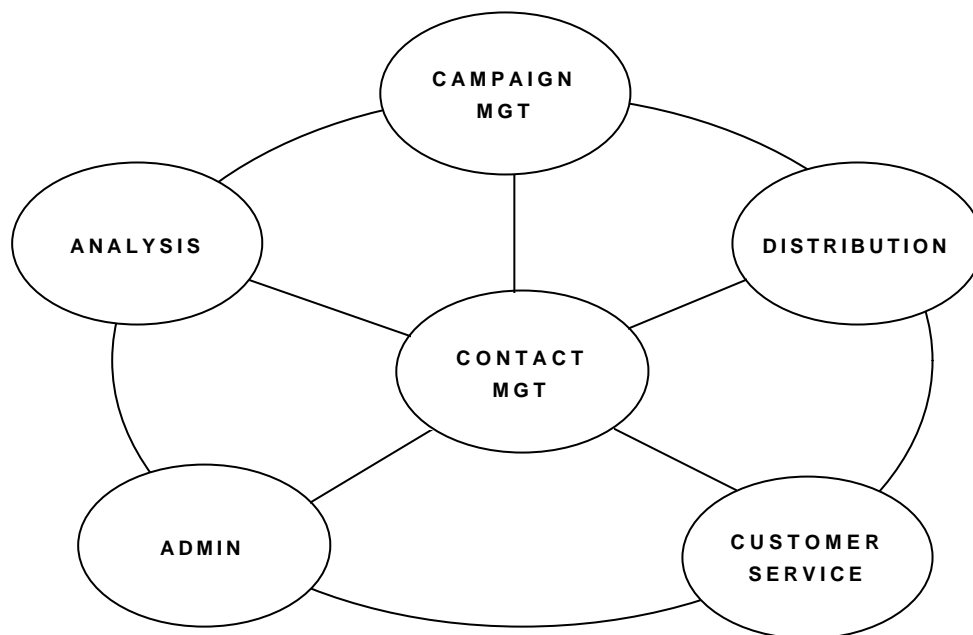 CAMPAIGN
MGT
ANALYSIS
DISTRIBUTION
CONTACT
MGT
ADMIN
CUSTOMER
SERVICE